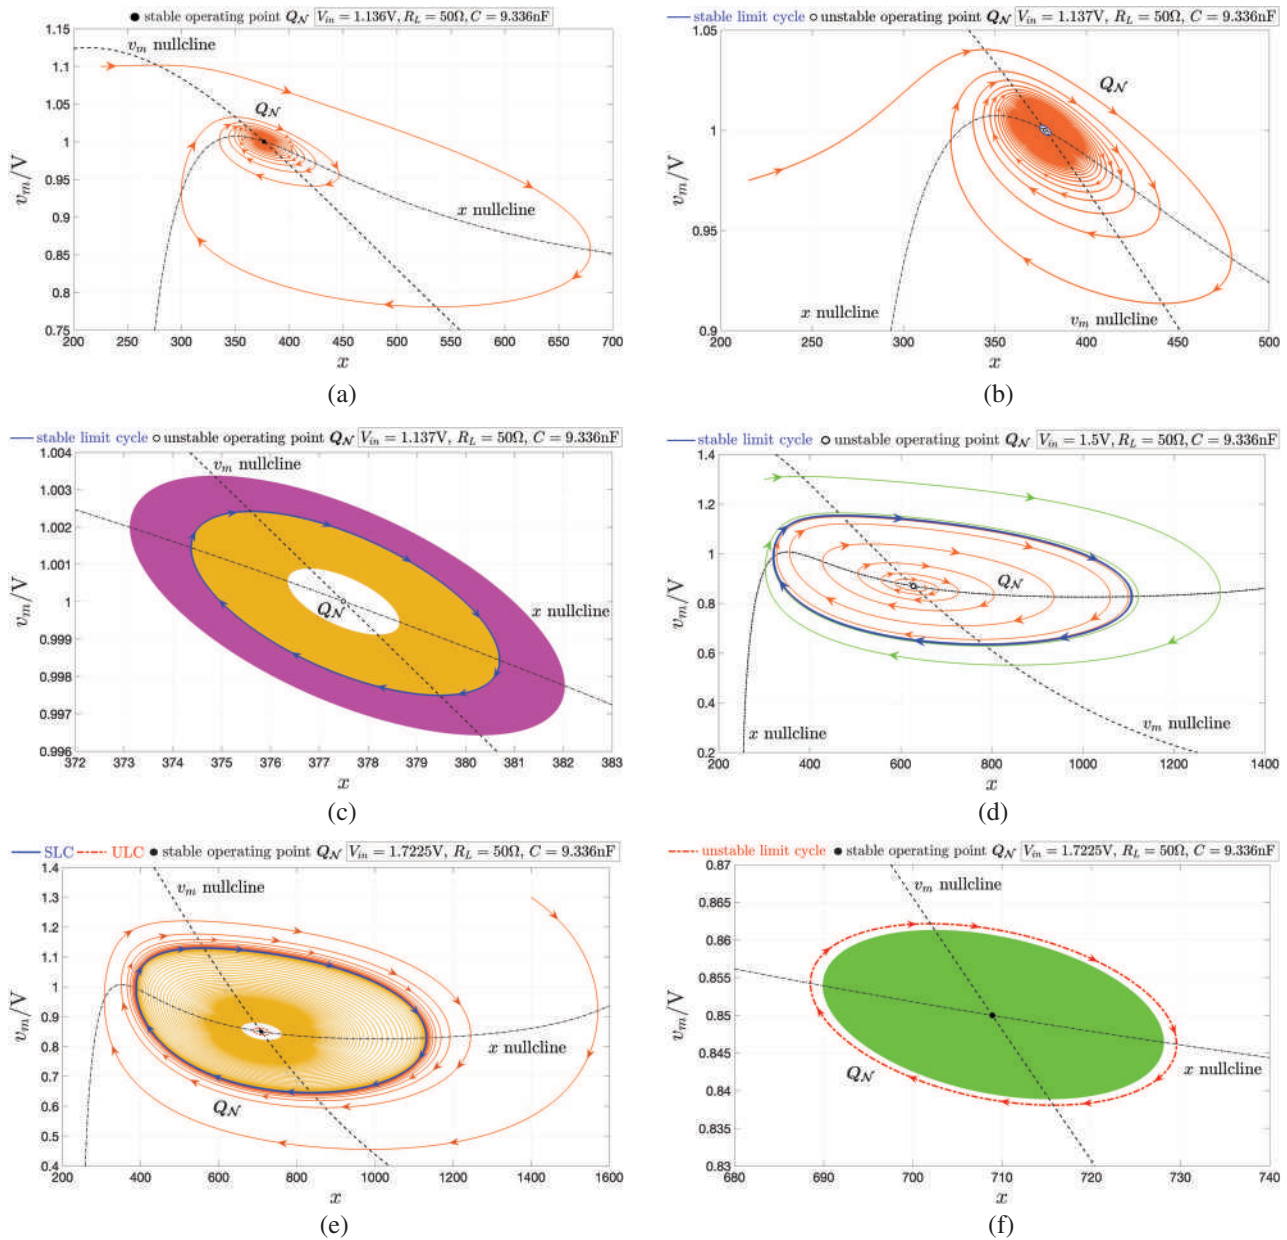 ● stable operating point Q_N V_in = 1.136V, R_L = 50Ω, C = 9.336nF
v_m nullcline
Q_N
x nullcline
v_m/V
1.15
1.1
1.05
1
0.95
0.9
0.85
0.8
0.75
200 250 300 350 400 450 500 550 600 650 700
x
(a)
stable limit cycle unstable operating point Q_N V_in = 1.137V, R_L = 50Ω, C = 9.336nF
Q_N
x nullcline
v_m nullcline
v_m/V
1.05
1
0.95
0.9
200 250 300 350 400 450 500
x
(b)
stable limit cycle unstable operating point Q_N V_in = 1.137V, R_L = 50Ω, C = 9.336nF
v_m nullcline
Q_N
x nullcline
v_m/V
1.004
1.003
1.002
1.001
1
0.999
0.998
0.997
0.996
372 373 374 375 376 377 378 379 380 381 382 383
x
(c)
stable limit cycle unstable operating point Q_N V_in = 1.5V, R_L = 50Ω, C = 9.336nF
Q_N
x nullcline
v_m nullcline
v_m/V
1.4
1.2
1
0.8
0.6
0.4
0.2
200 400 600 800 1000 1200 1400
x
(d)
SLC ULC ● stable operating point Q_N V_in = 1.7225V, R_L = 50Ω, C = 9.336nF
v_m nullcline
x nullcline
Q_N
v_m/V
1.4
1.3
1.2
1.1
1
0.9
0.8
0.7
0.6
0.5
0.4
200 400 600 800 1000 1200 1400 1600
x
(e)
unstable limit cycle ● stable operating point Q_N V_in = 1.7225V, R_L = 50Ω, C = 9.336nF
v_m nullcline
x nullcline
Q_N
v_m/V
0.87
0.865
0.86
0.855
0.85
0.845
0.84
0.835
0.83
680 690 700 710 720 730 740
x
(f)